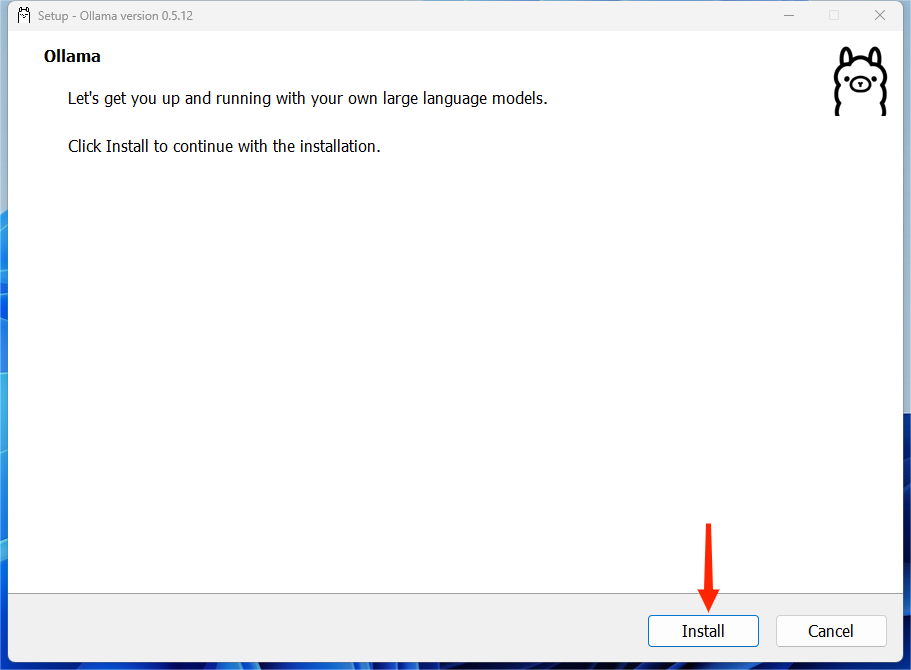 Setup - Ollama version 0.5.12
Ollama
Let's get you up and running with your own large language models.
Click Install to continue with the installation.
Install
Cancel